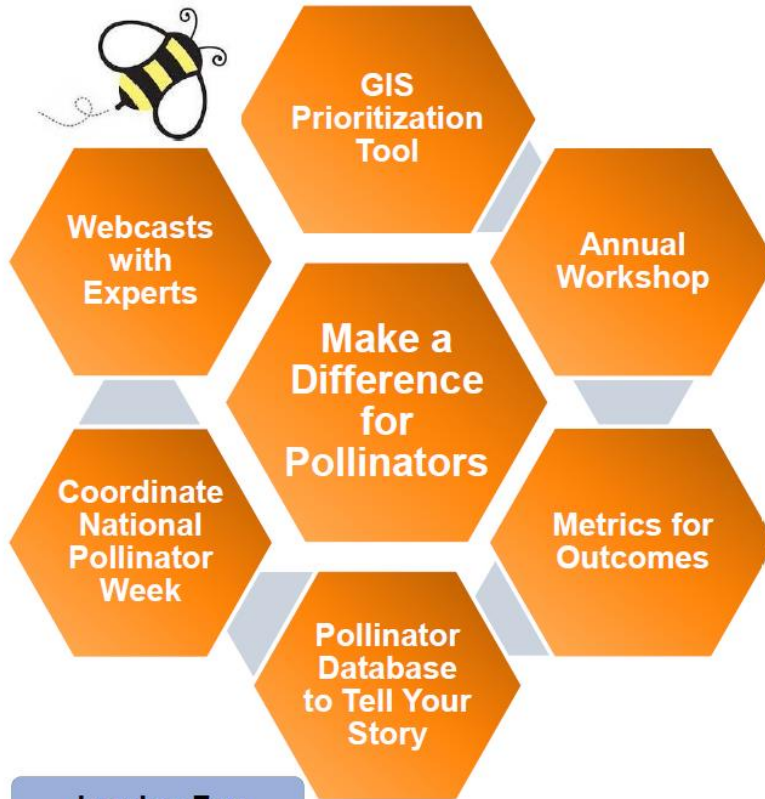 GIS
Prioritization
Tool
Annual
Workshop
Metrics for
Outcomes
Pollinator
Database
to Tell Your
Story
Coordinate
National
Pollinator
Week
Webcasts
with
Experts
Make a
Difference
for
Pollinators